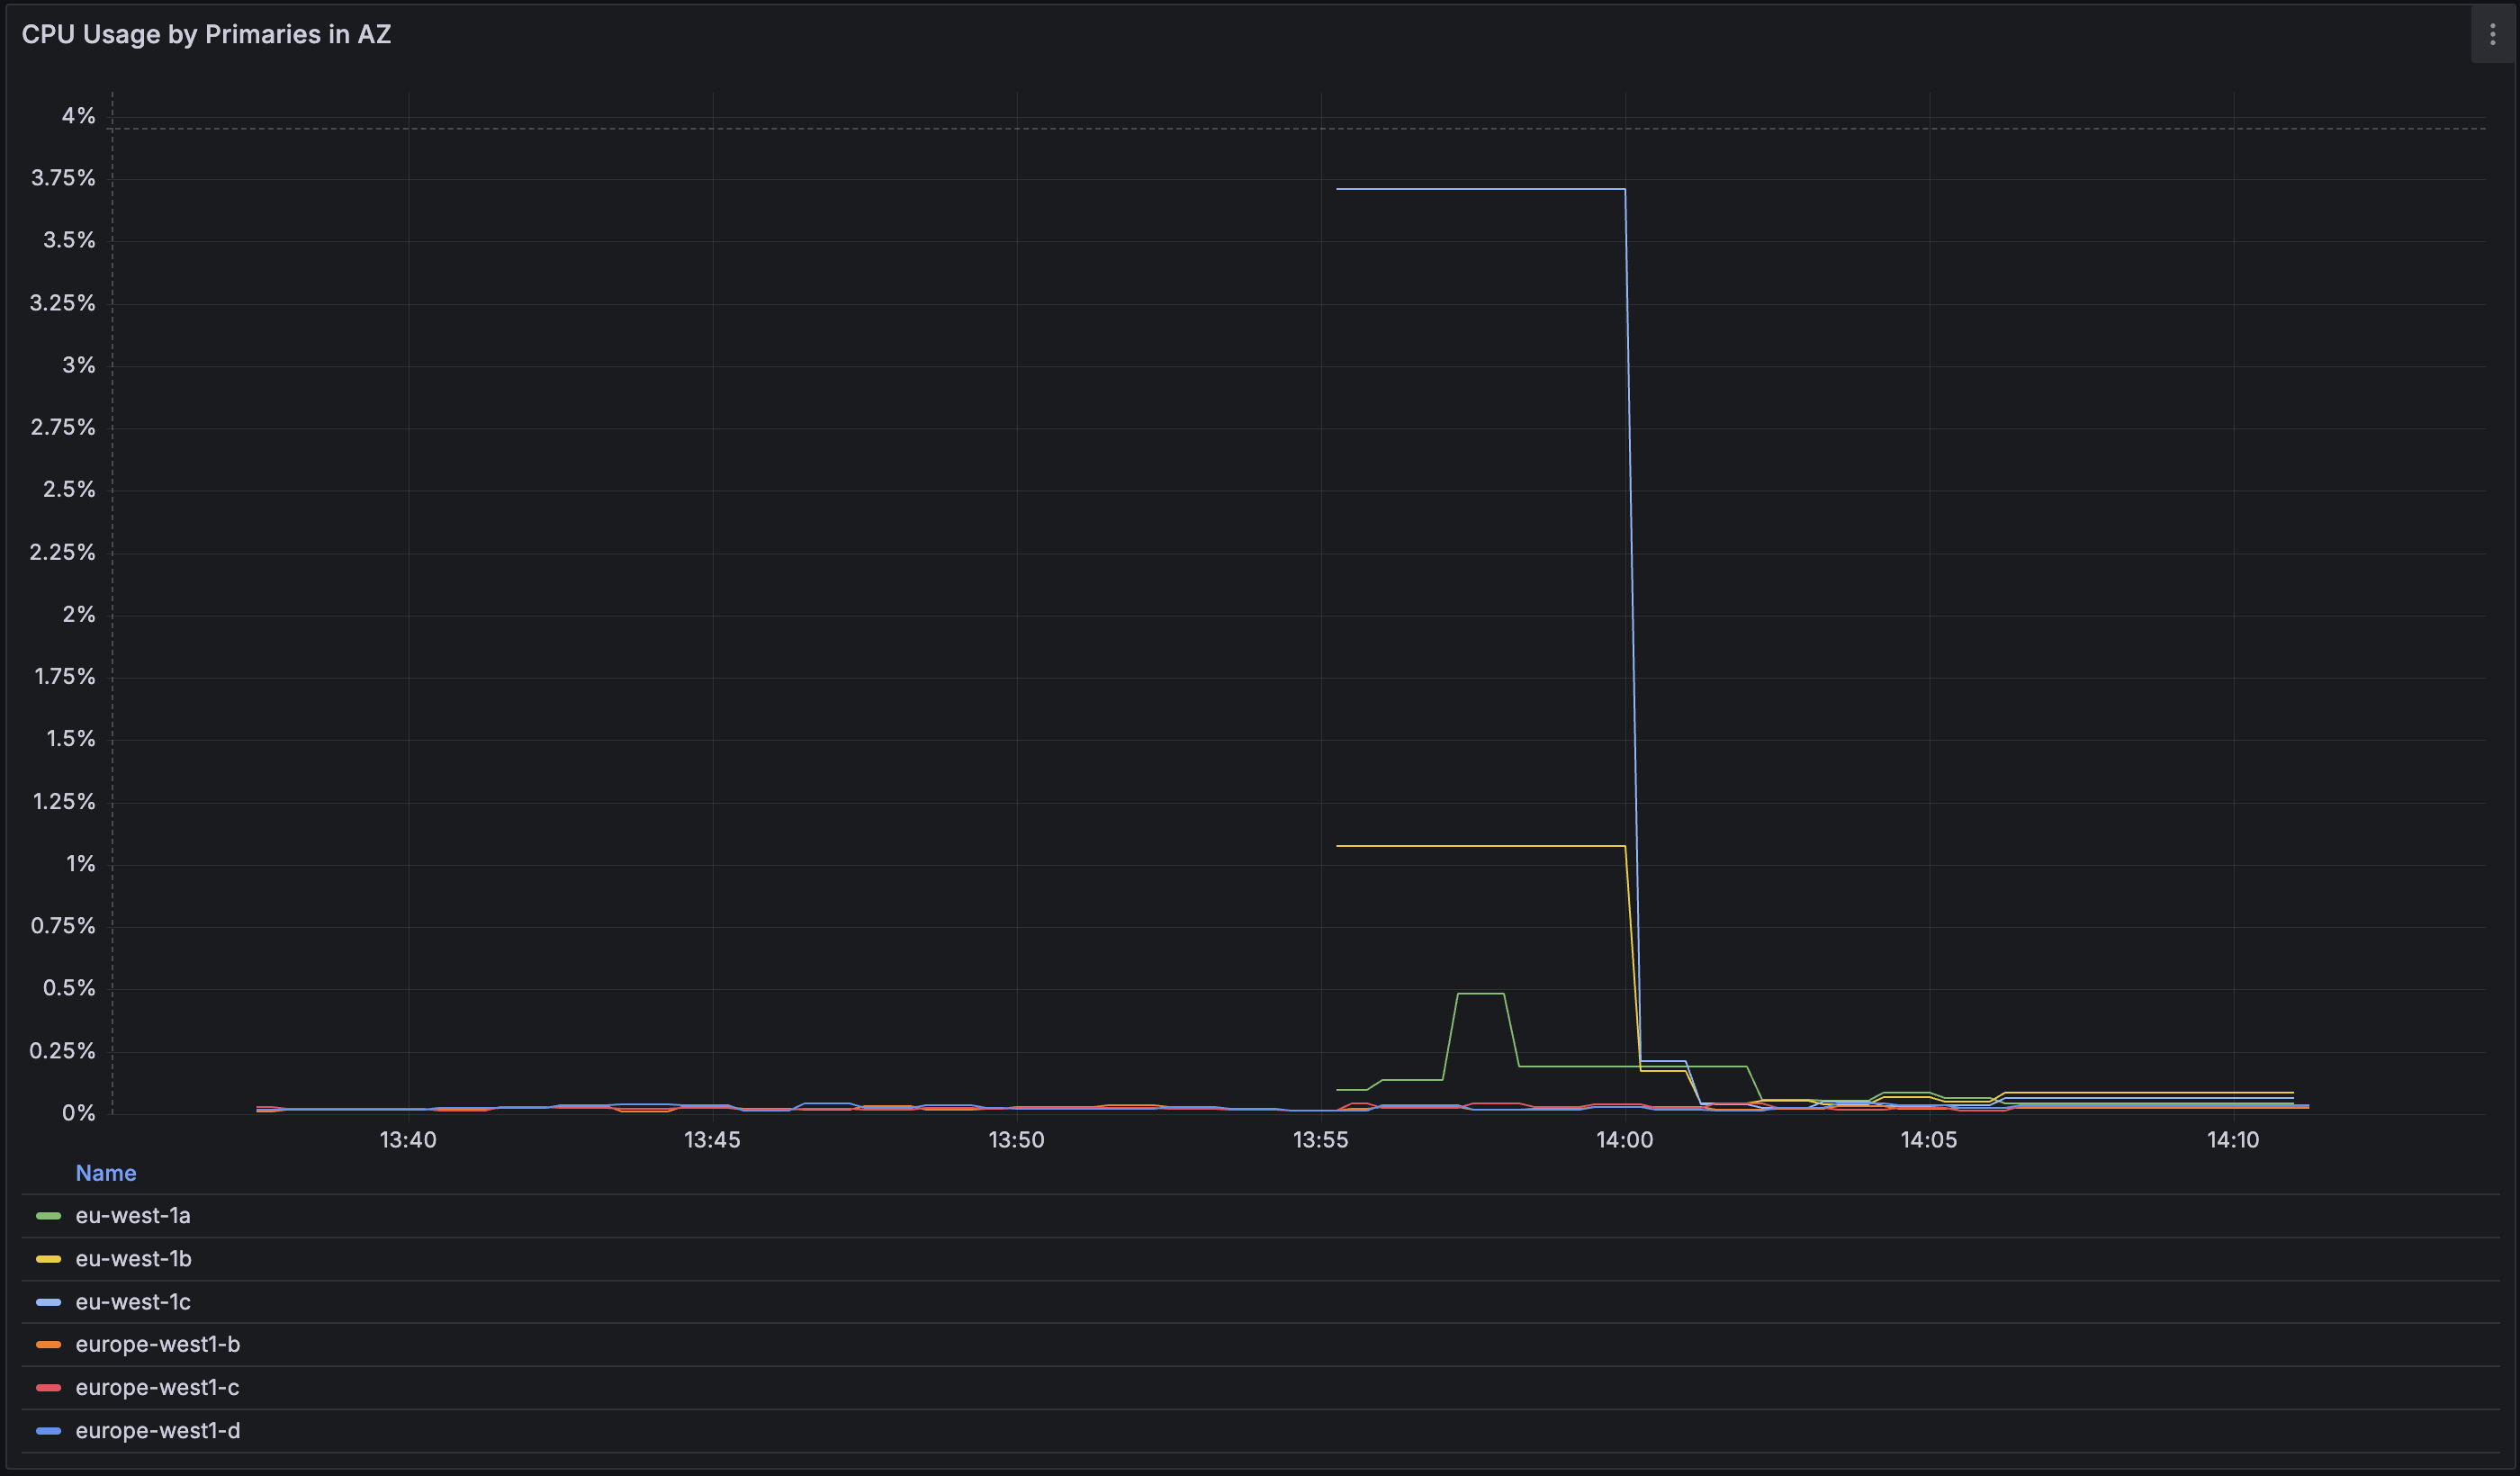 CPU Usage by Primaries in AZ
4%
3.75%
3.5%
3.25%
3%
2.75%
2.5%
2.25%
2%
1.75%
1.5%
1.25%
1%
0.75%
0.5%
0.25%
0%
13:40 13:45 13:50 13:55 14:00 14:05 14:10
Name
eu-west-1a
eu-west-1b
eu-west-1c
europe-west1-b
europe-west1-c
europe-west1-d